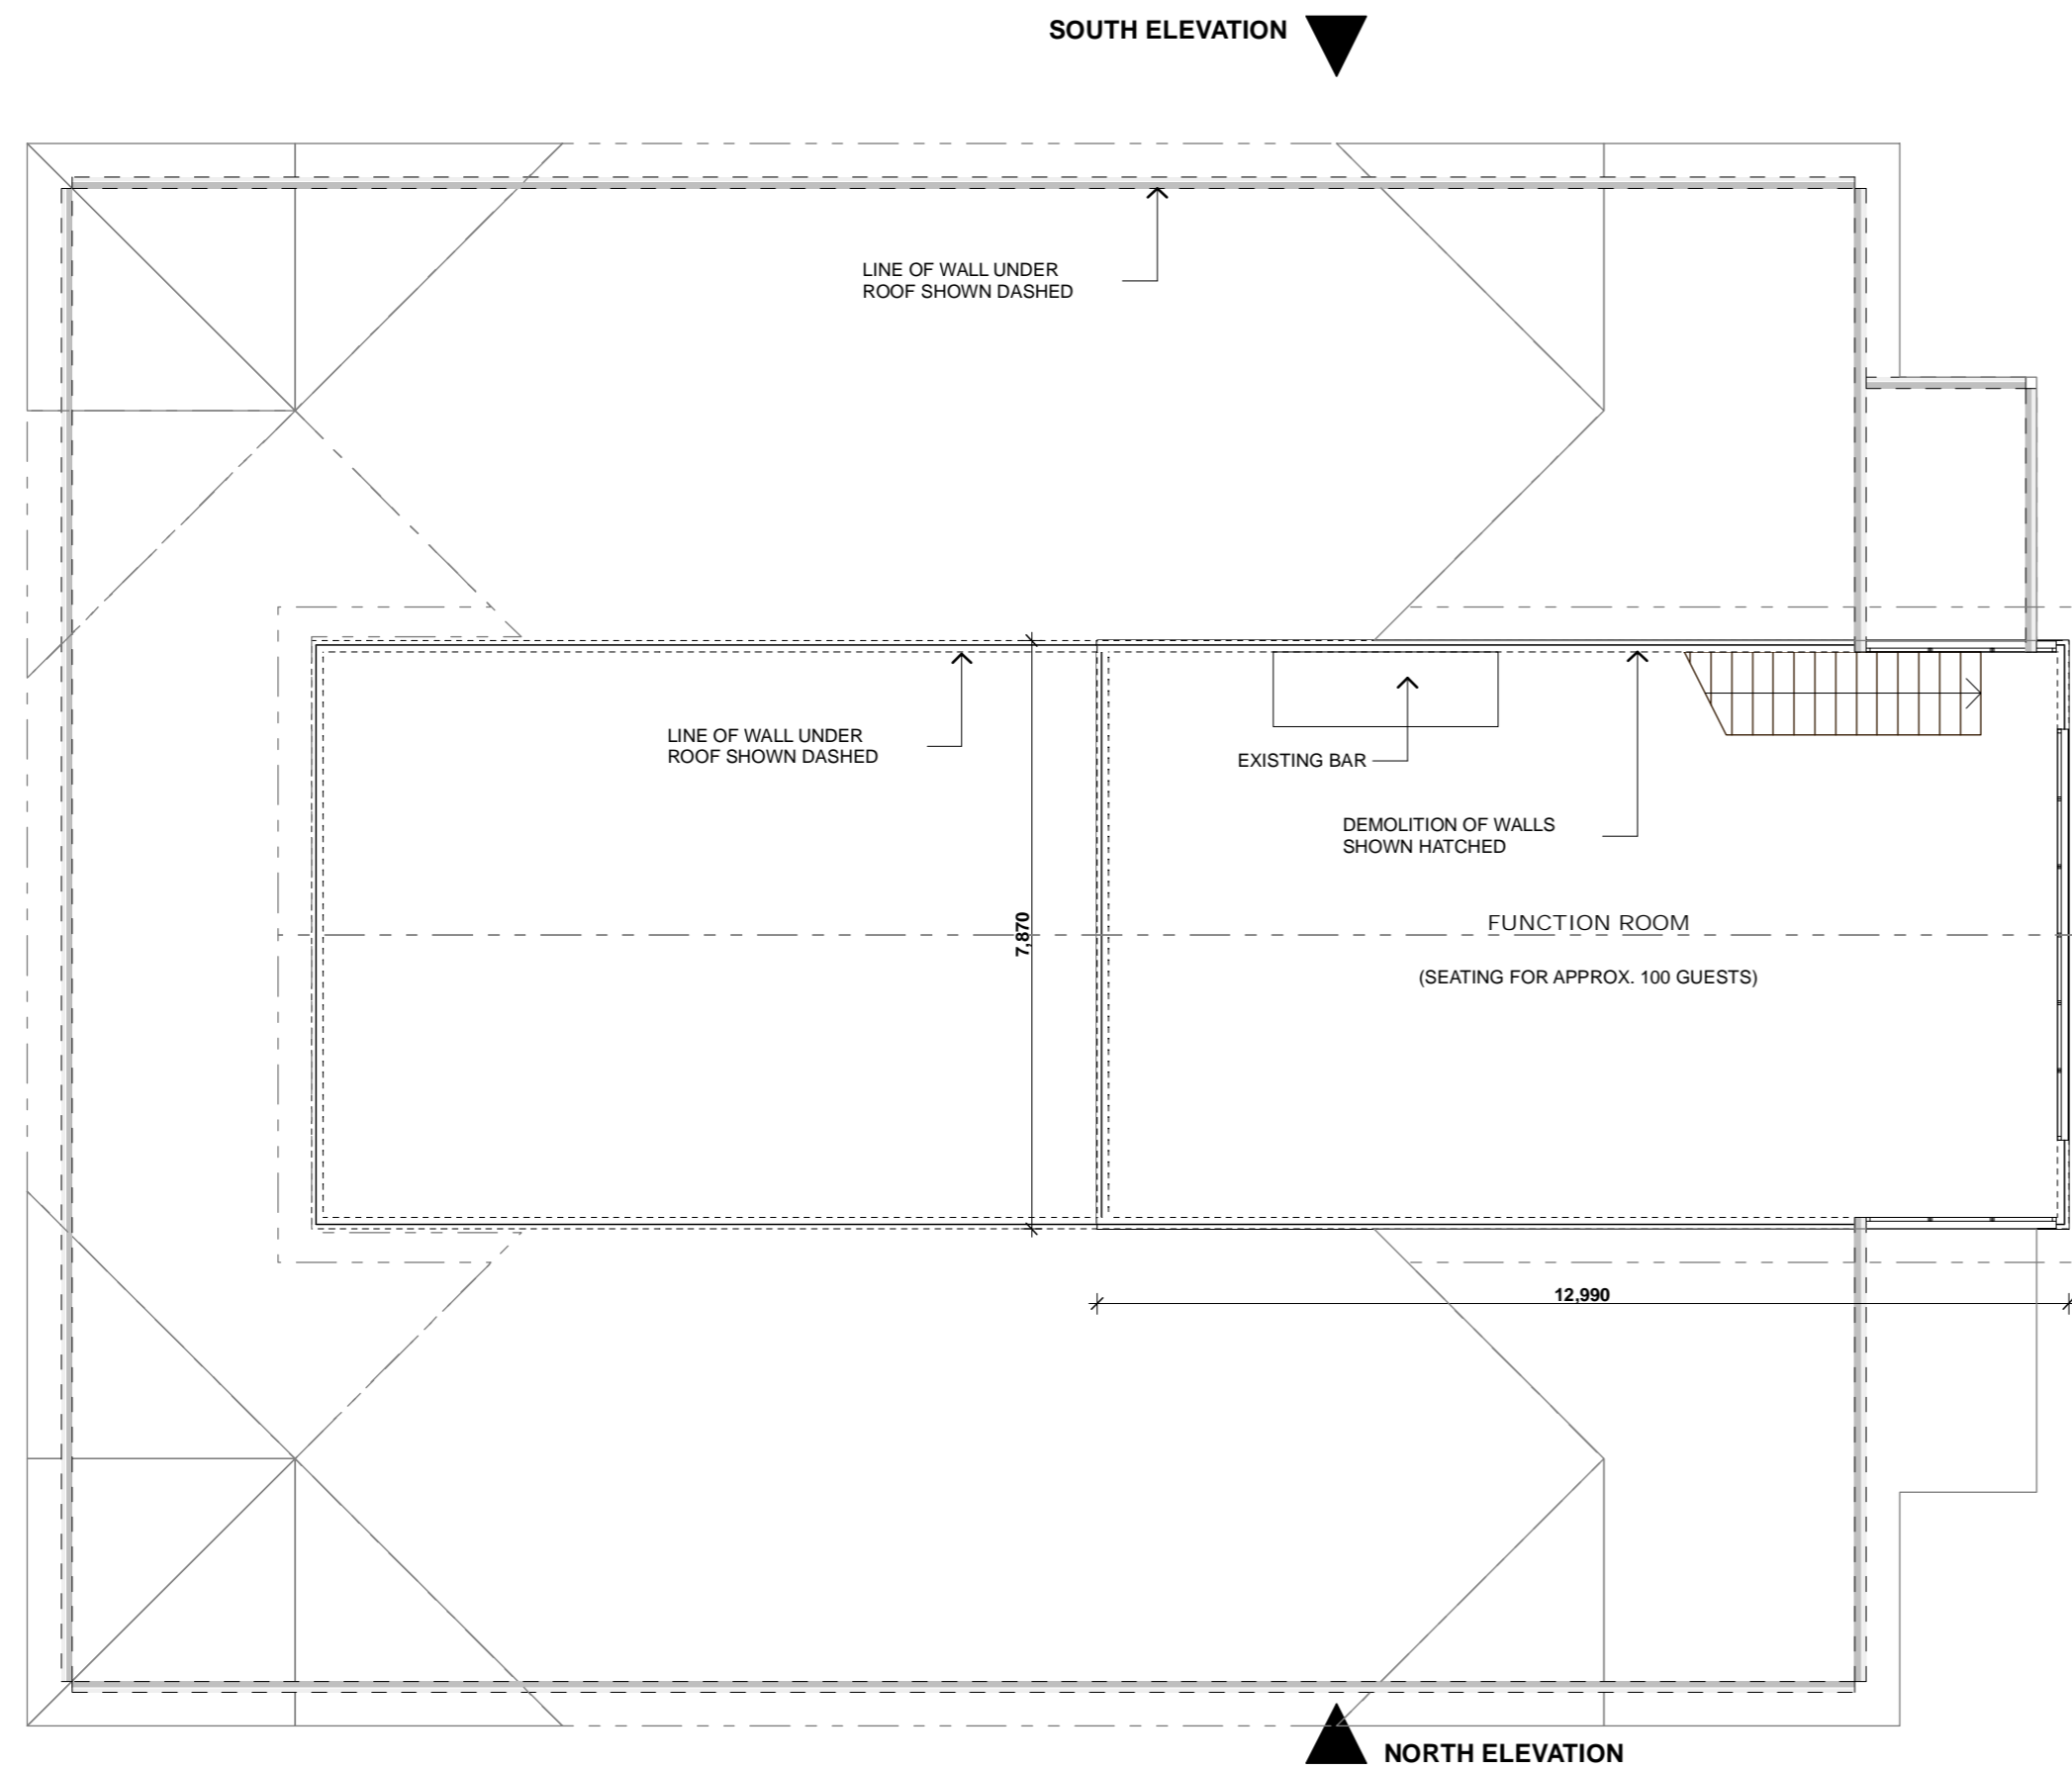 SOUTH ELEVATION
LINE OF WALL UNDER
ROOF SHOWN DASHED
LINE OF WALL UNDER
ROOF SHOWN DASHED
EXISTING BAR
DEMOLITION OF WALLS
SHOWN HATCHED
7,870
FUNCTION ROOM
(SEATING FOR APPROX. 100 GUESTS)
12,990
NORTH ELEVATION